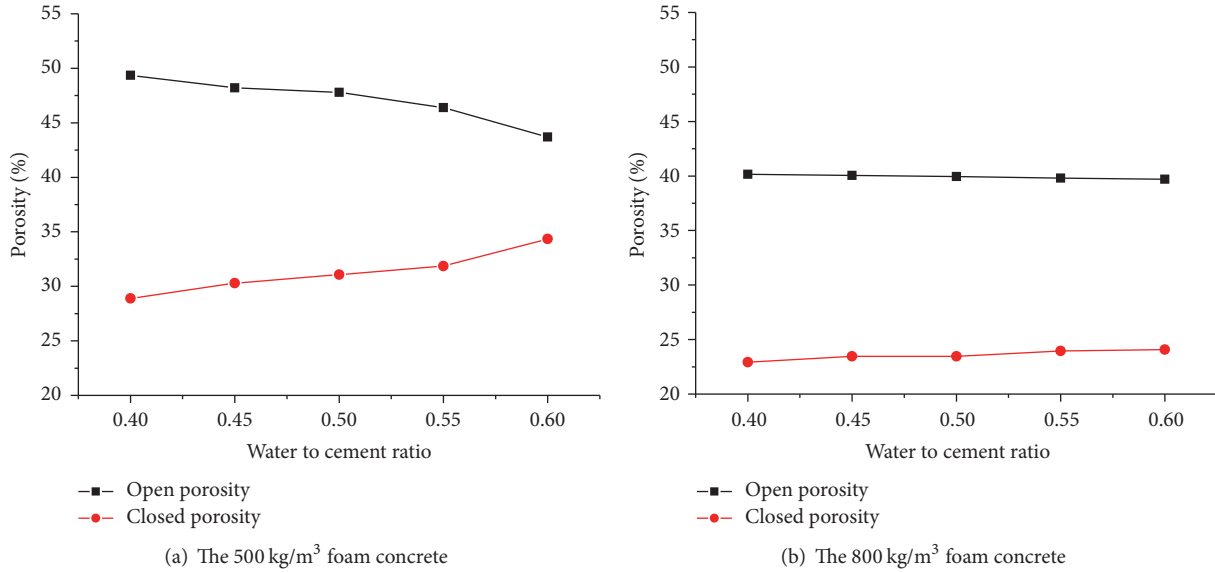 55
50
45
40
35
30
25
20
Porosity (%)
0.40 0.45 0.50 0.55 0.60
Water to cement ratio
Open porosity
Closed porosity
(a) The 500 kg/m³ foam concrete
55
50
45
40
35
30
25
20
Porosity (%)
0.40 0.45 0.50 0.55 0.60
Water to cement ratio
Open porosity
Closed porosity
(b) The 800 kg/m³ foam concrete